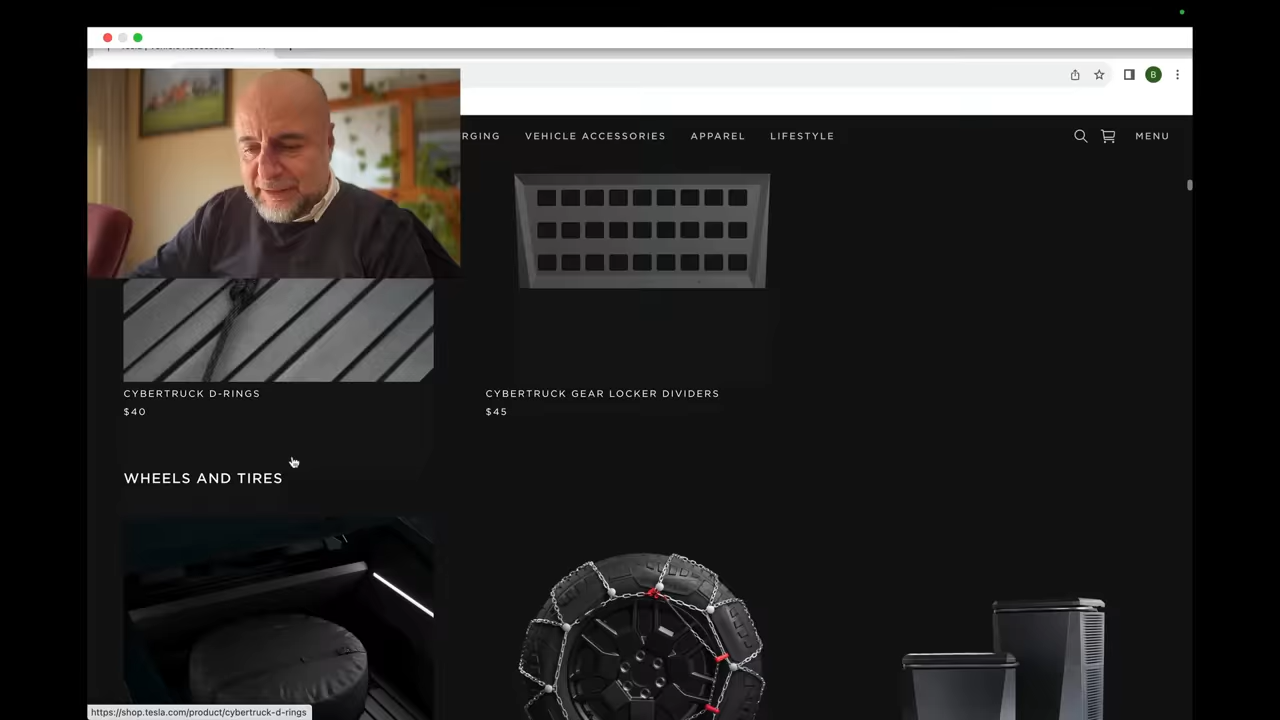 B
RGING VEHICLE ACCESSORIES APPAREL LIFESTYLE MENU
CYBERTRUCK D-RINGS
$40
CYBERTRUCK GEAR LOCKER DIVIDERS
$45
WHEELS AND TIRES
https://shop.tesla.com/product/cybertruck-d-rings